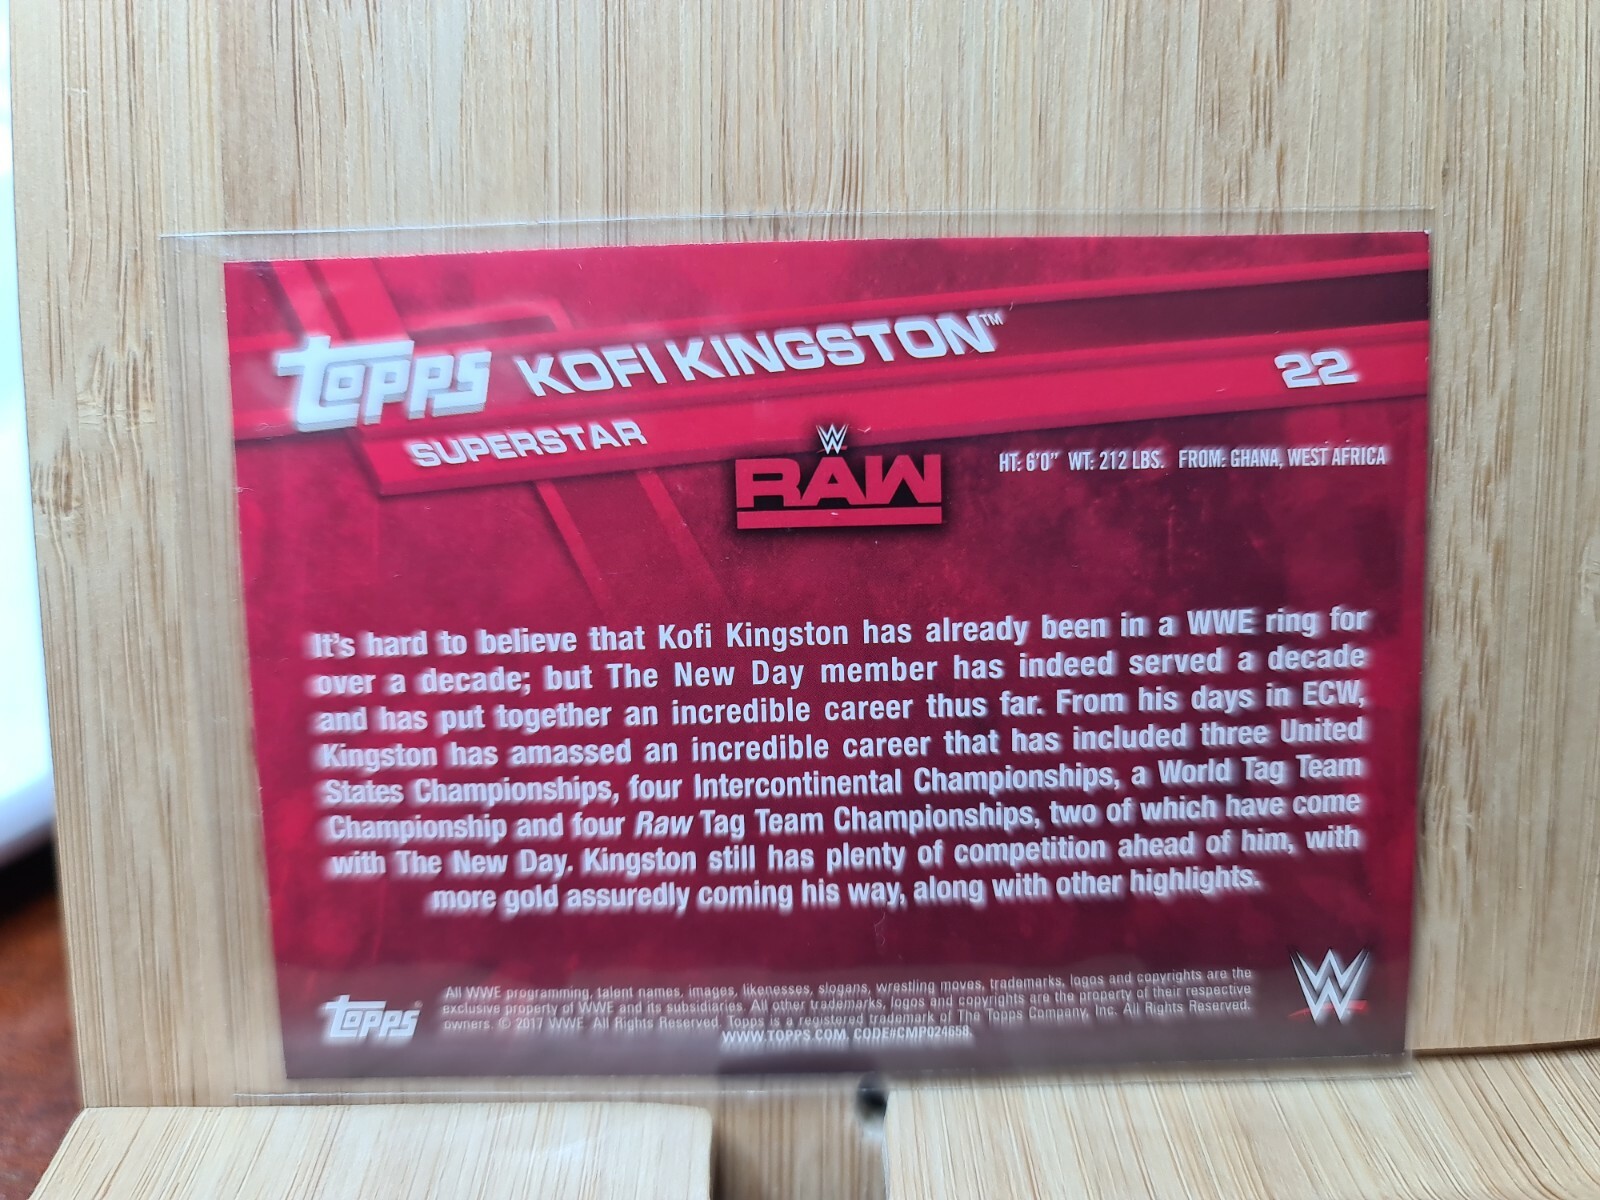 topps KOFI KINGSTON™
22
SUPERSTAR
W
RAW
HT: 6'0" WT: 212 LBS. FROM: GHANA, WEST AFRICA
It's hard to believe that Kofi Kingston has already been in a WWE ring for
over a decade; but The New Day member has indeed served a decade
and has put together an incredible career thus far. From his days in ECW,
Kingston has amassed an incredible career that has included three United
States Championships, four Intercontinental Championships, a World Tag Team
Championship and four Raw Tag Team Championships, two of which have come
with The New Day. Kingston still has plenty of competition ahead of him, with
more gold assuredly coming his way, along with other highlights.
topps®
All WWE programming, talent names, images, likenesses, slogans, wrestling moves, trademarks, logos and copyrights are the
exclusive property of WWE and its subsidiaries. All other trademarks, logos and copyrights are the property of their respective
owners. © 2017 WWE. All Rights Reserved. Topps is a registered trademark of The Topps Company, Inc. All Rights Reserved.
WWW.TOPPS.COM. CODE#CMP024658
W